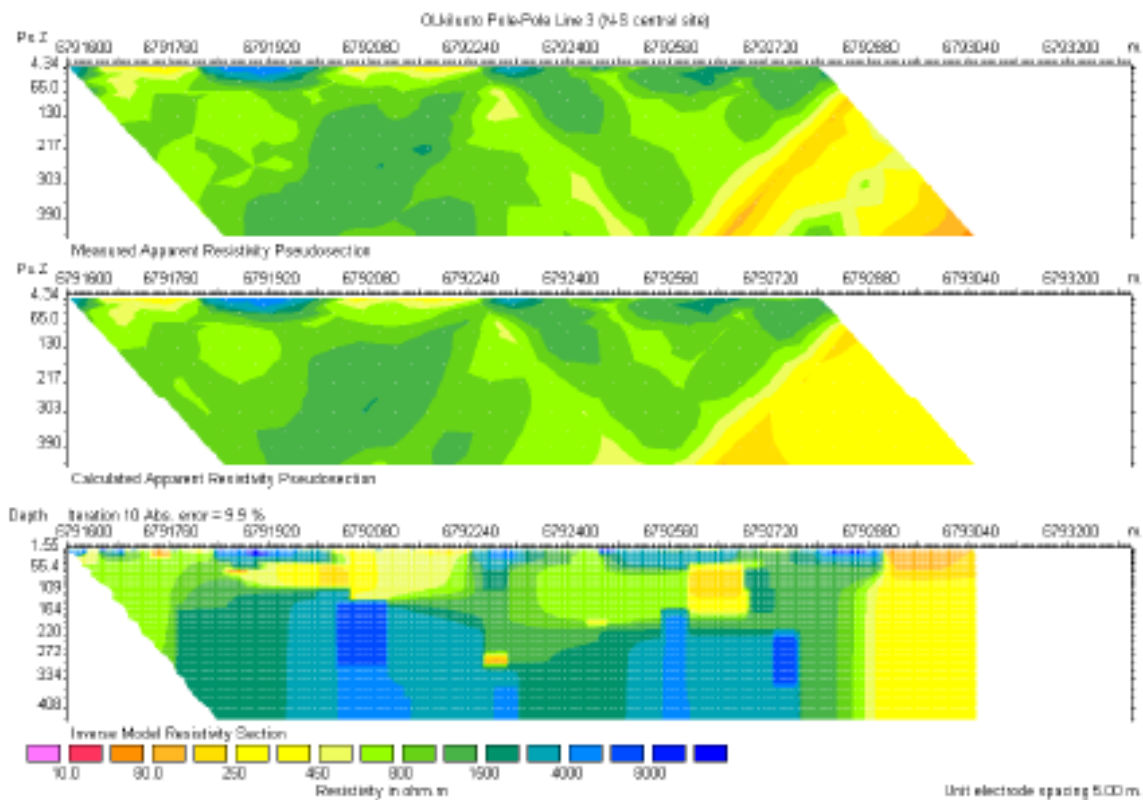 OLkiluoto Pole-Pole Line 3 (N-S central site)
Ps.Z 6791600 6791760 6791920 6792080 6792240 6792400 6792560 6792720 6792880 6793040 6793200 m.
4.34
65.0
130.
217.
303.
390.
Measured Apparent Resistivity Pseudosection
Ps.Z 6791600 6791760 6791920 6792080 6792240 6792400 6792560 6792720 6792880 6793040 6793200 m.
4.34
65.0
130.
217.
303.
390.
Calculated Apparent Resistivity Pseudosection
Depth Iteration 10 Abs. error = 9.9 %
6791600 6791760 6791920 6792080 6792240 6792400 6792560 6792720 6792880 6793040 6793200 m.
1.55
55.4
109.
164.
220.
272.
334.
408.
Inverse Model Resistivity Section
10.0 80.0 250 450 800 1600 4000 8000
Resistivity in ohm.m
Unit electrode spacing 5.00 m.